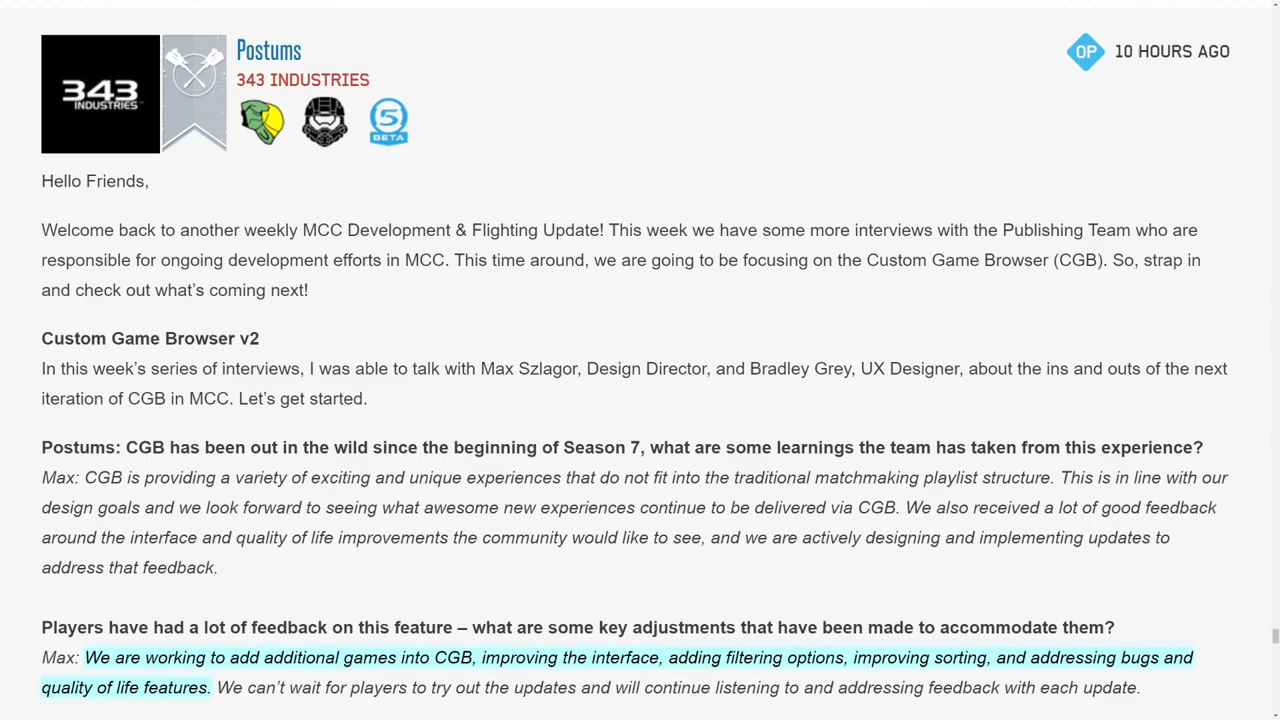 343
INDUSTRIES
Postums
343 INDUSTRIES
5
BETA
OP 10 HOURS AGO
Hello Friends,
Welcome back to another weekly MCC Development & Flighting Update! This week we have some more interviews with the Publishing Team who are
responsible for ongoing development efforts in MCC. This time around, we are going to be focusing on the Custom Game Browser (CGB). So, strap in
and check out what’s coming next!
Custom Game Browser v2
In this week’s series of interviews, I was able to talk with Max Szlagor, Design Director, and Bradley Grey, UX Designer, about the ins and outs of the next
iteration of CGB in MCC. Let’s get started.
Postums: CGB has been out in the wild since the beginning of Season 7, what are some learnings the team has taken from this experience?
Max: CGB is providing a variety of exciting and unique experiences that do not fit into the traditional matchmaking playlist structure. This is in line with our
design goals and we look forward to seeing what awesome new experiences continue to be delivered via CGB. We also received a lot of good feedback
around the interface and quality of life improvements the community would like to see, and we are actively designing and implementing updates to
address that feedback.
Players have had a lot of feedback on this feature – what are some key adjustments that have been made to accommodate them?
Max: We are working to add additional games into CGB, improving the interface, adding filtering options, improving sorting, and addressing bugs and
quality of life features. We can’t wait for players to try out the updates and will continue listening to and addressing feedback with each update.